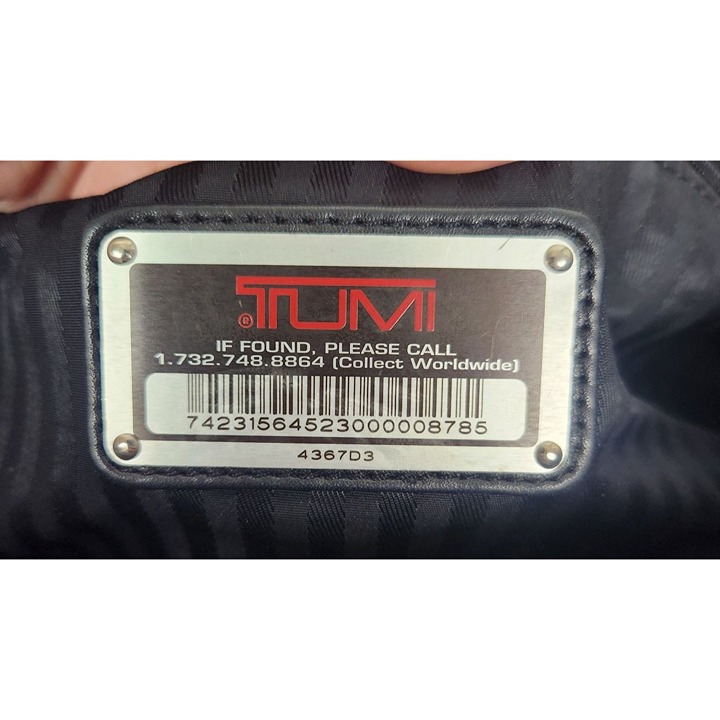 ®TUMI
IF FOUND, PLEASE CALL
1.732.748.8864 (Collect Worldwide)
74231564523000008785
4367D3